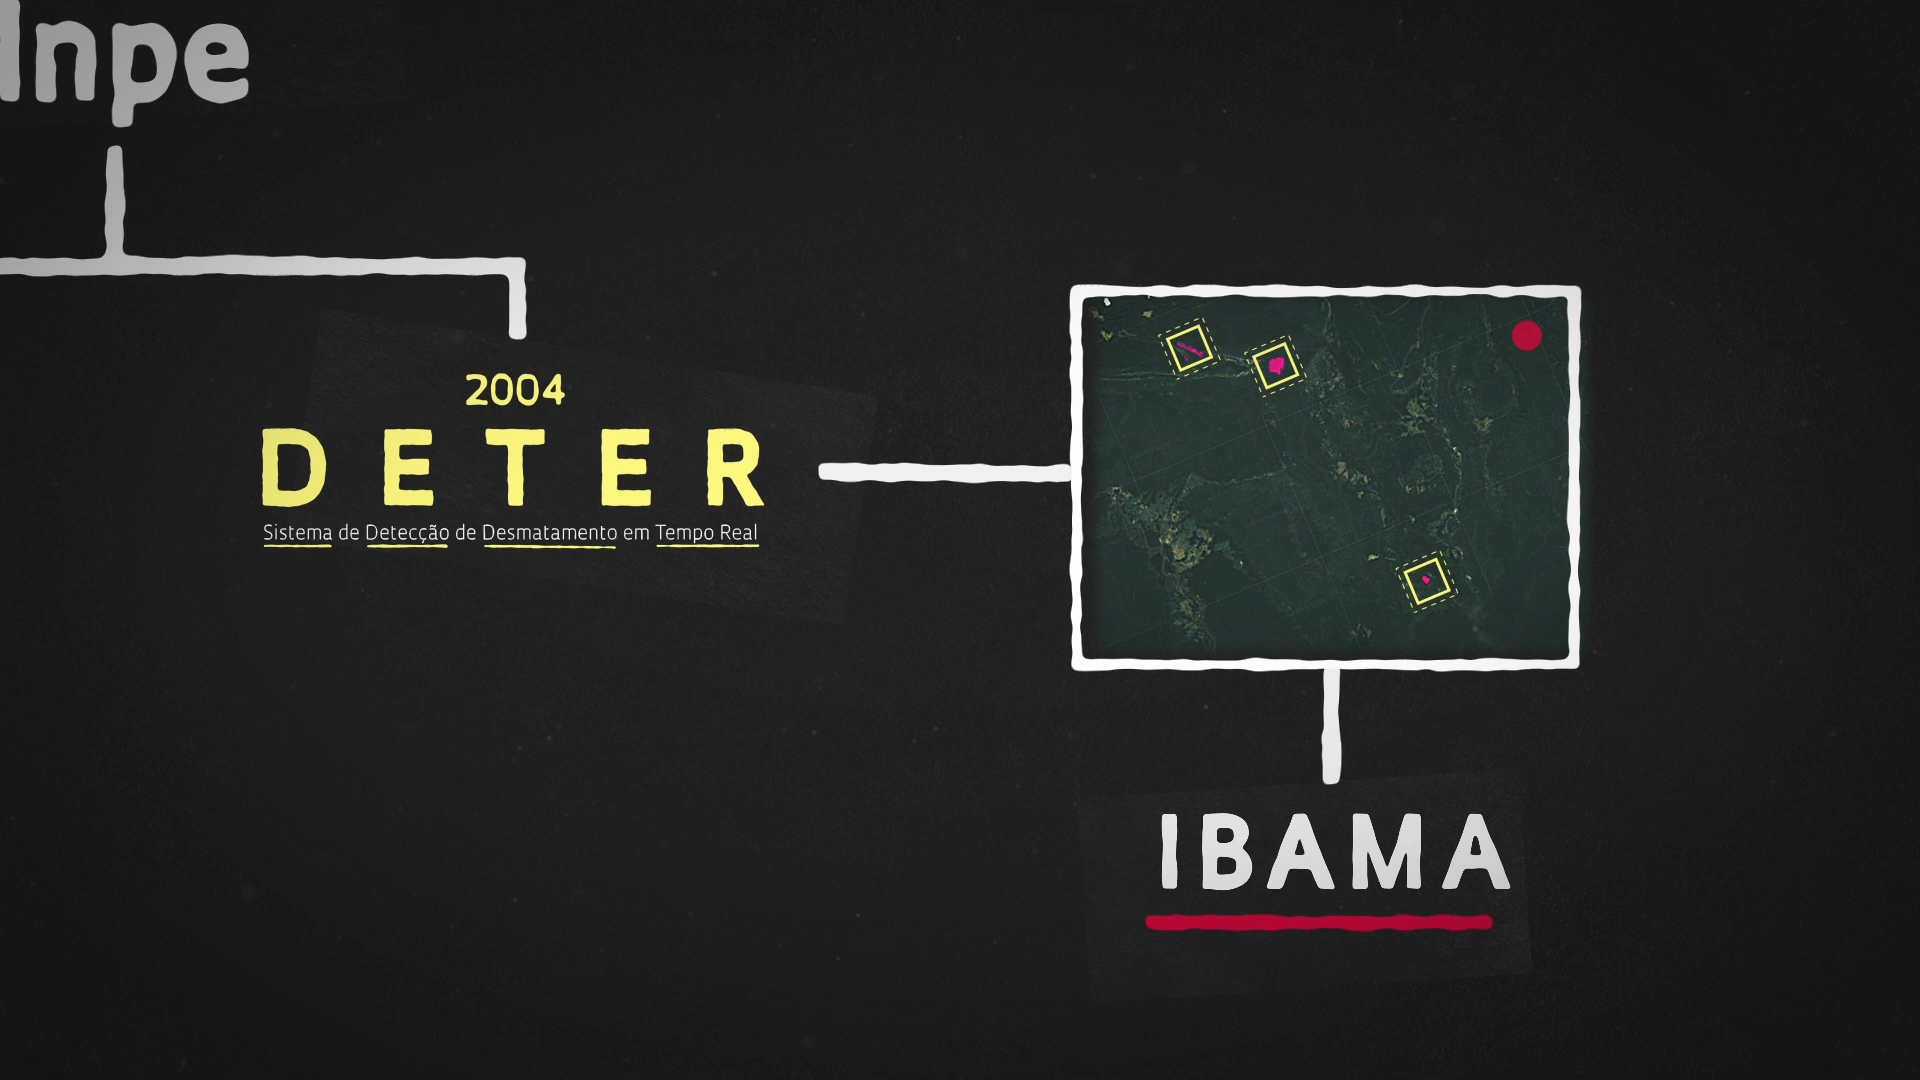 Inpe
2004
DETER
Sistema de Detecção de Desmatamento em Tempo Real
IBAMA